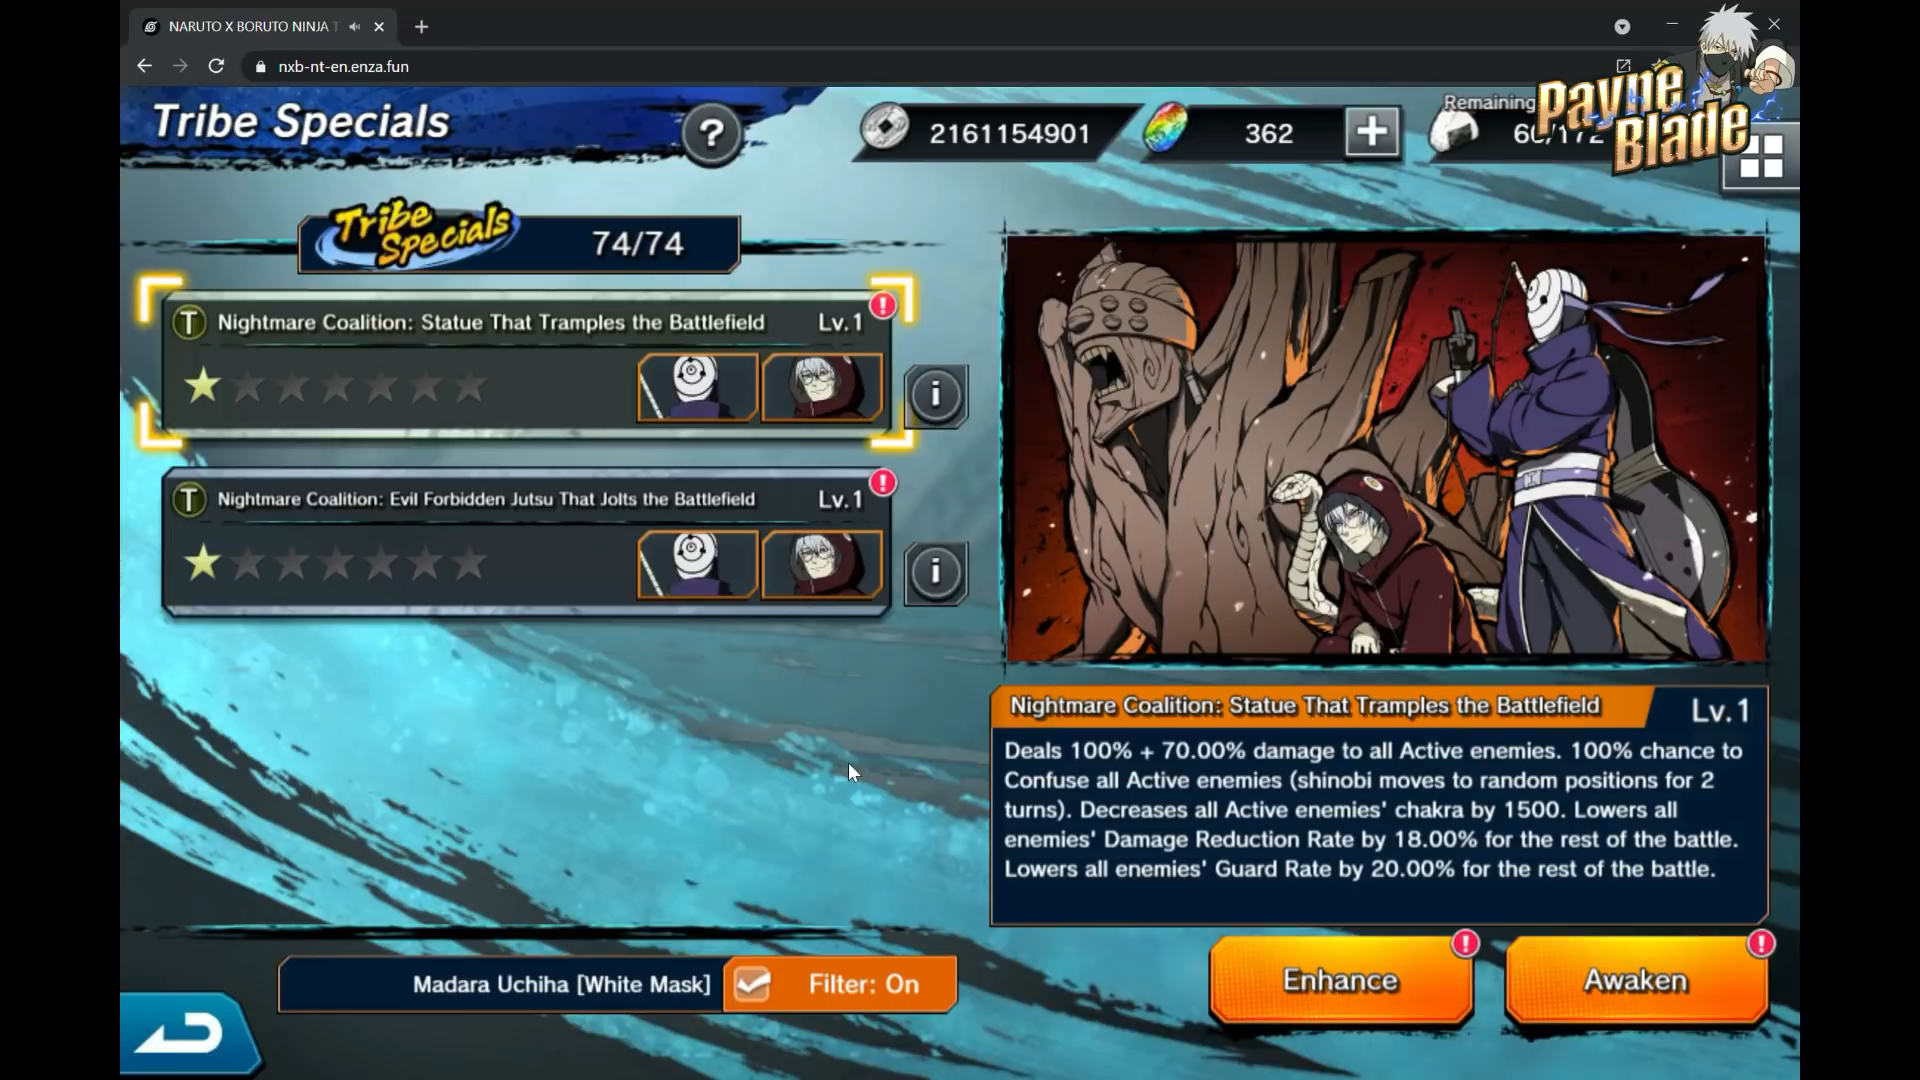 NARUTO X BORUTO NINJA T
nxb-nt-en.enza.fun
Payne
Blade
Tribe Specials
?
2161154901
362
Remaining
Tribe
Specials
74/74
T Nightmare Coalition: Statue That Tramples the Battlefield Lv.1
T Nightmare Coalition: Evil Forbidden Jutsu That Jolts the Battlefield Lv.1
Nightmare Coalition: Statue That Tramples the Battlefield Lv.1
Deals 100% + 70.00% damage to all Active enemies. 100% chance to
Confuse all Active enemies (shinobi moves to random positions for 2
turns). Decreases all Active enemies' chakra by 1500. Lowers all
enemies' Damage Reduction Rate by 18.00% for the rest of the battle.
Lowers all enemies' Guard Rate by 20.00% for the rest of the battle.
Madara Uchiha [White Mask]
Filter: On
Enhance
Awaken